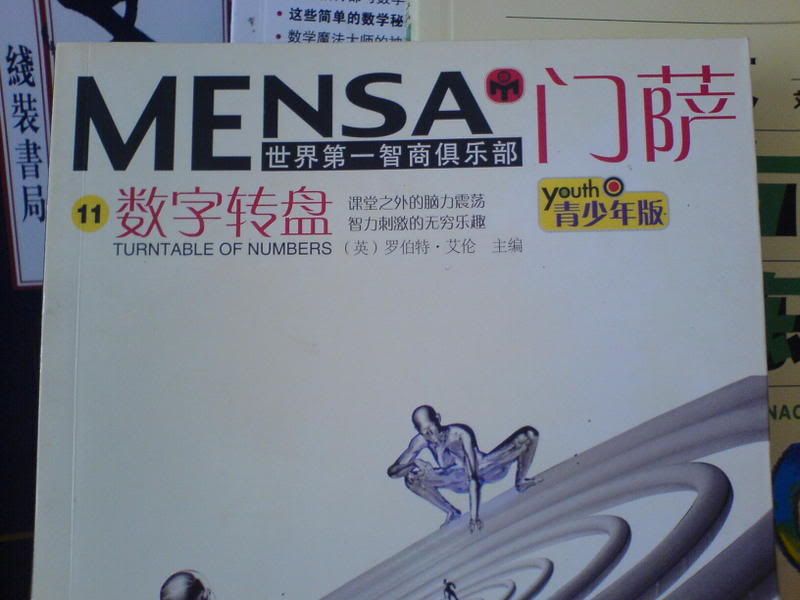 线装书局
• 这些简单的数学秘
MENSA
世界第一智商俱乐部
门萨
11 数字转盘
TURNTABLE OF NUMBERS
课堂之外的脑力震荡
智力刺激的无穷乐趣
（英）罗伯特·艾伦 主编
youth
青少年版